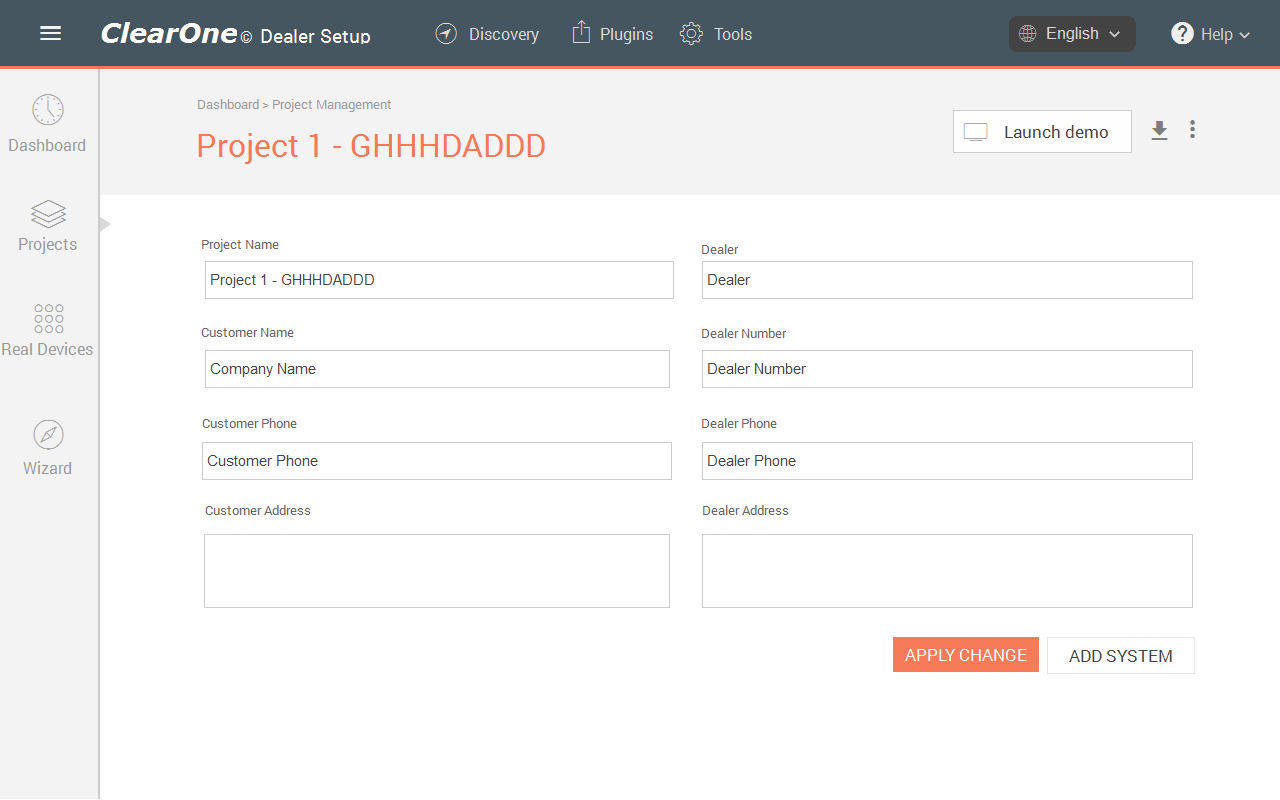 ClearOne© Dealer Setup
Discovery
Plugins
Tools
English
? Help
Dashboard
Projects
Real Devices
Wizard
Dashboard > Project Management
Project 1 - GHHHDADDD
Launch demo
Project Name
Project 1 - GHHHDADDD
Dealer
Dealer
Customer Name
Company Name
Dealer Number
Dealer Number
Customer Phone
Customer Phone
Dealer Phone
Dealer Phone
Customer Address
Dealer Address
APPLY CHANGE
ADD SYSTEM